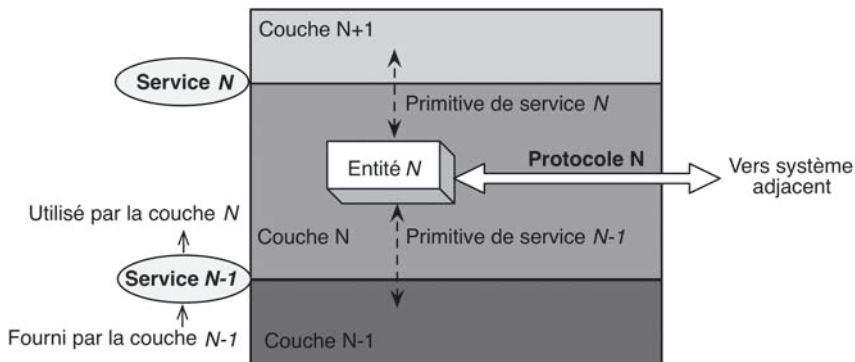 Couche N+1
Service N
Primitive de service N
Protocole N
Entité N
Vers système
adjacent
Utilisé par la couche N
Couche N
Primitive de service N-1
Service N-1
Fourni par la couche N-1
Couche N-1